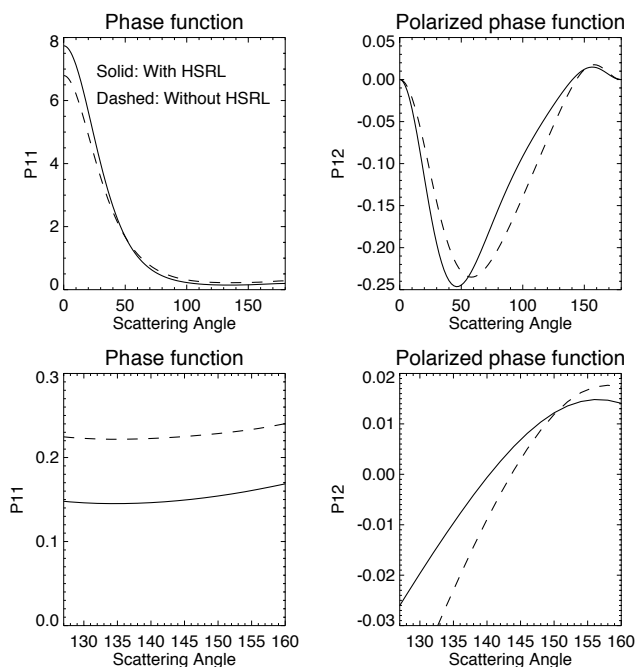 Phase function
8
6
4
2
0
P11
0
50
100
150
Scattering Angle
Solid: With HSRL
Dashed: Without HSRL
Polarized phase function
0.05
0.00
-0.05
-0.10
-0.15
-0.20
-0.25
P12
0
50
100
150
Scattering Angle
Phase function
0.3
0.2
0.1
0.0
P11
130 135 140 145 150 155 160
Scattering Angle
Polarized phase function
0.02
0.01
0.00
-0.01
-0.02
-0.03
P12
130 135 140 145 150 155 160
Scattering Angle